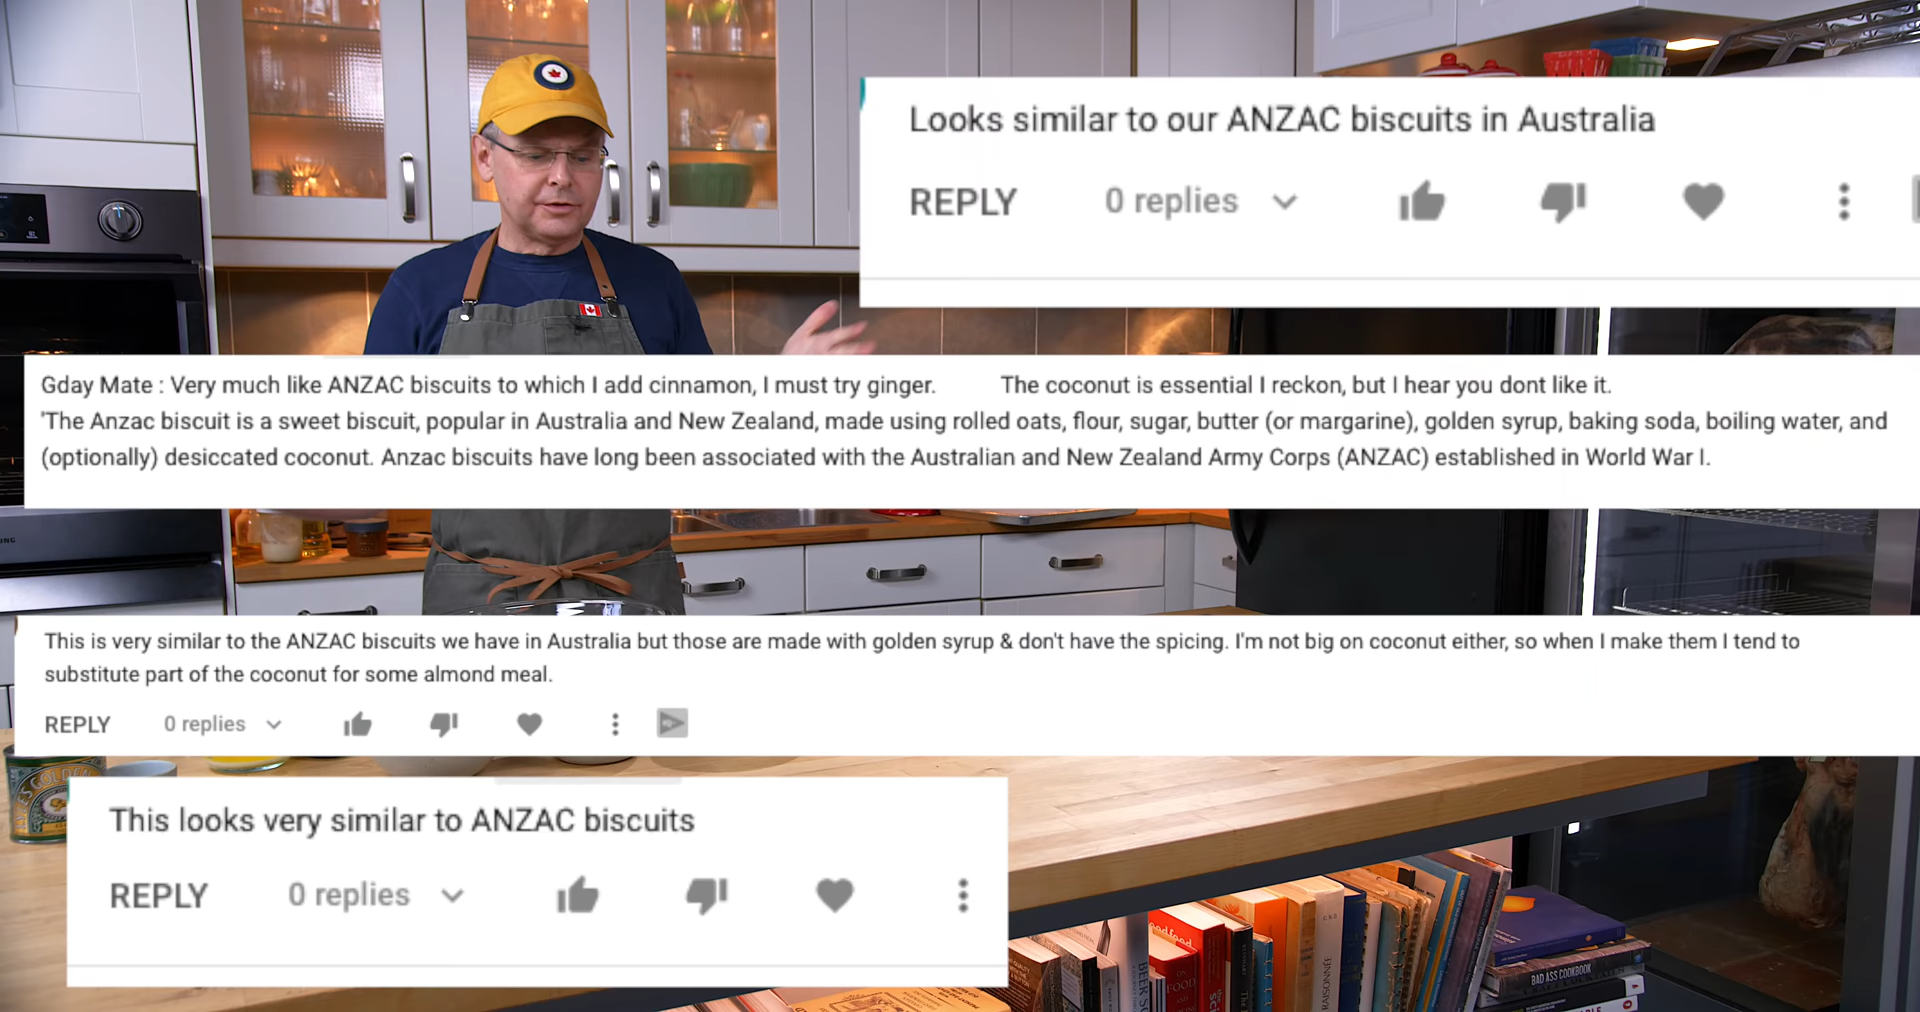 Looks similar to our ANZAC biscuits in Australia
REPLY 0 replies
Gday Mate : Very much like ANZAC biscuits to which I add cinnamon, I must try ginger. The coconut is essential I reckon, but I hear you dont like it.
'The Anzac biscuit is a sweet biscuit, popular in Australia and New Zealand, made using rolled oats, flour, sugar, butter (or margarine), golden syrup, baking soda, boiling water, and
(optionally) desiccated coconut. Anzac biscuits have long been associated with the Australian and New Zealand Army Corps (ANZAC) established in World War I.
This is very similar to the ANZAC biscuits we have in Australia but those are made with golden syrup & don't have the spicing. I'm not big on coconut either, so when I make them I tend to
substitute part of the coconut for some almond meal.
REPLY 0 replies
This looks very similar to ANZAC biscuits
REPLY 0 replies
BAD ASS COOKBOOK